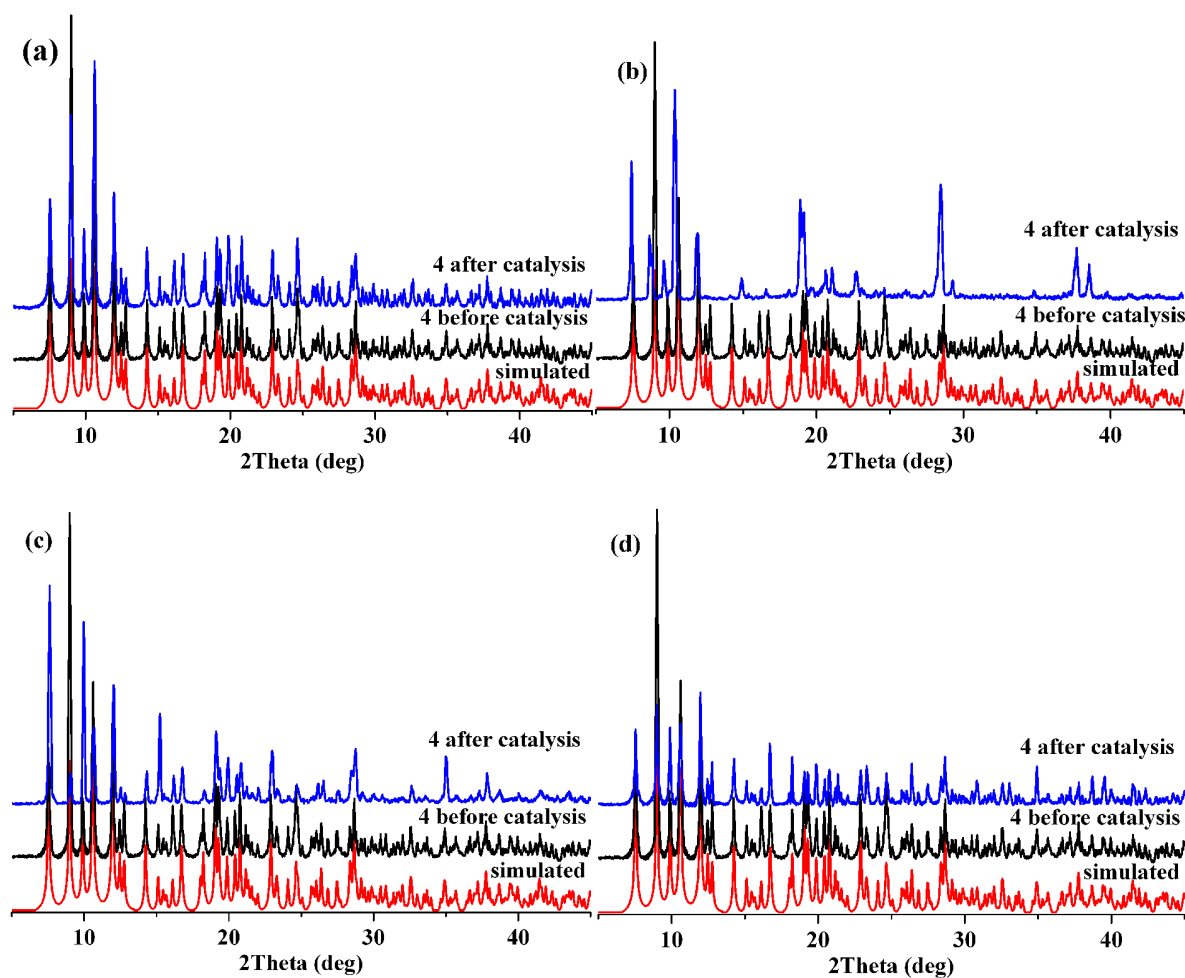 (a)
4 after catalysis
4 before catalysis
simulated
10 20 30 40
2Theta (deg)
(b)
4 after catalysis
4 before catalysis
simulated
10 20 30 40
2Theta (deg)
(c)
4 after catalysis
4 before catalysis
simulated
10 20 30 40
2Theta (deg)
(d)
4 after catalysis
4 before catalysis
simulated
10 20 30 40
2Theta (deg)